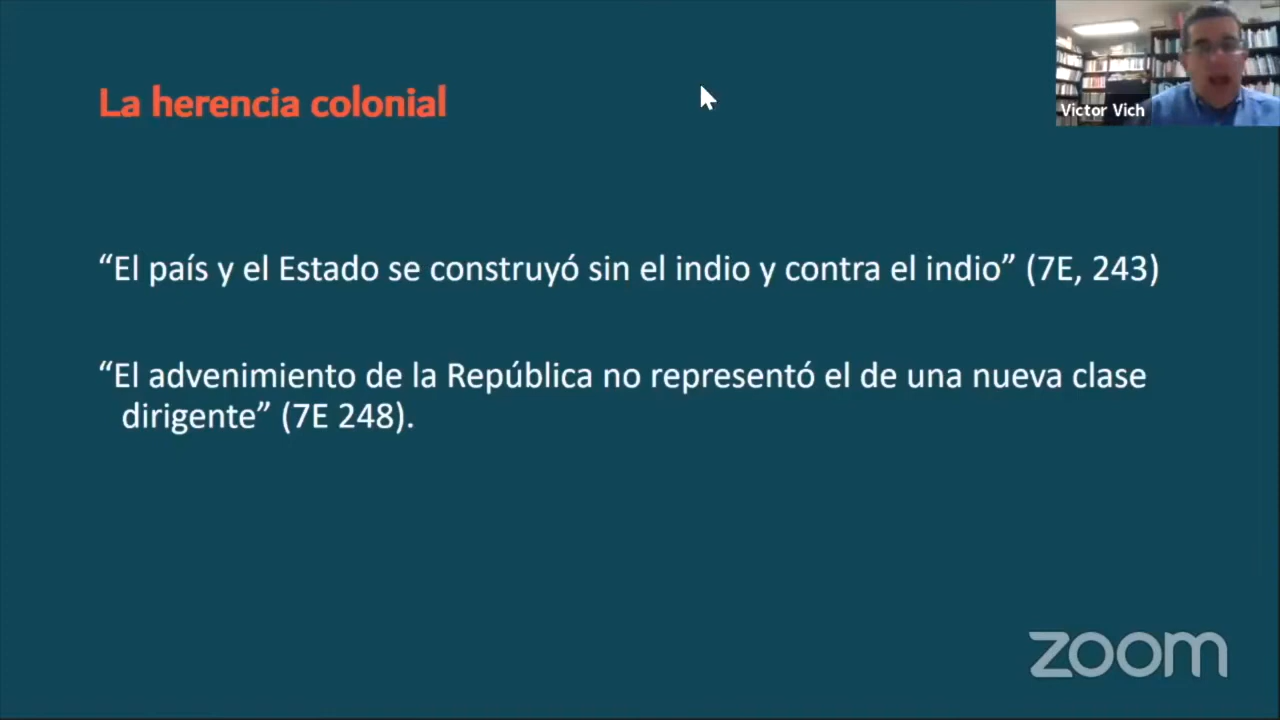 La herencia colonial
Victor Vich
“El país y el Estado se construyó sin el indio y contra el indio” (7E, 243)
“El advenimiento de la República no representó el de una nueva clase
dirigente” (7E 248).
zoom